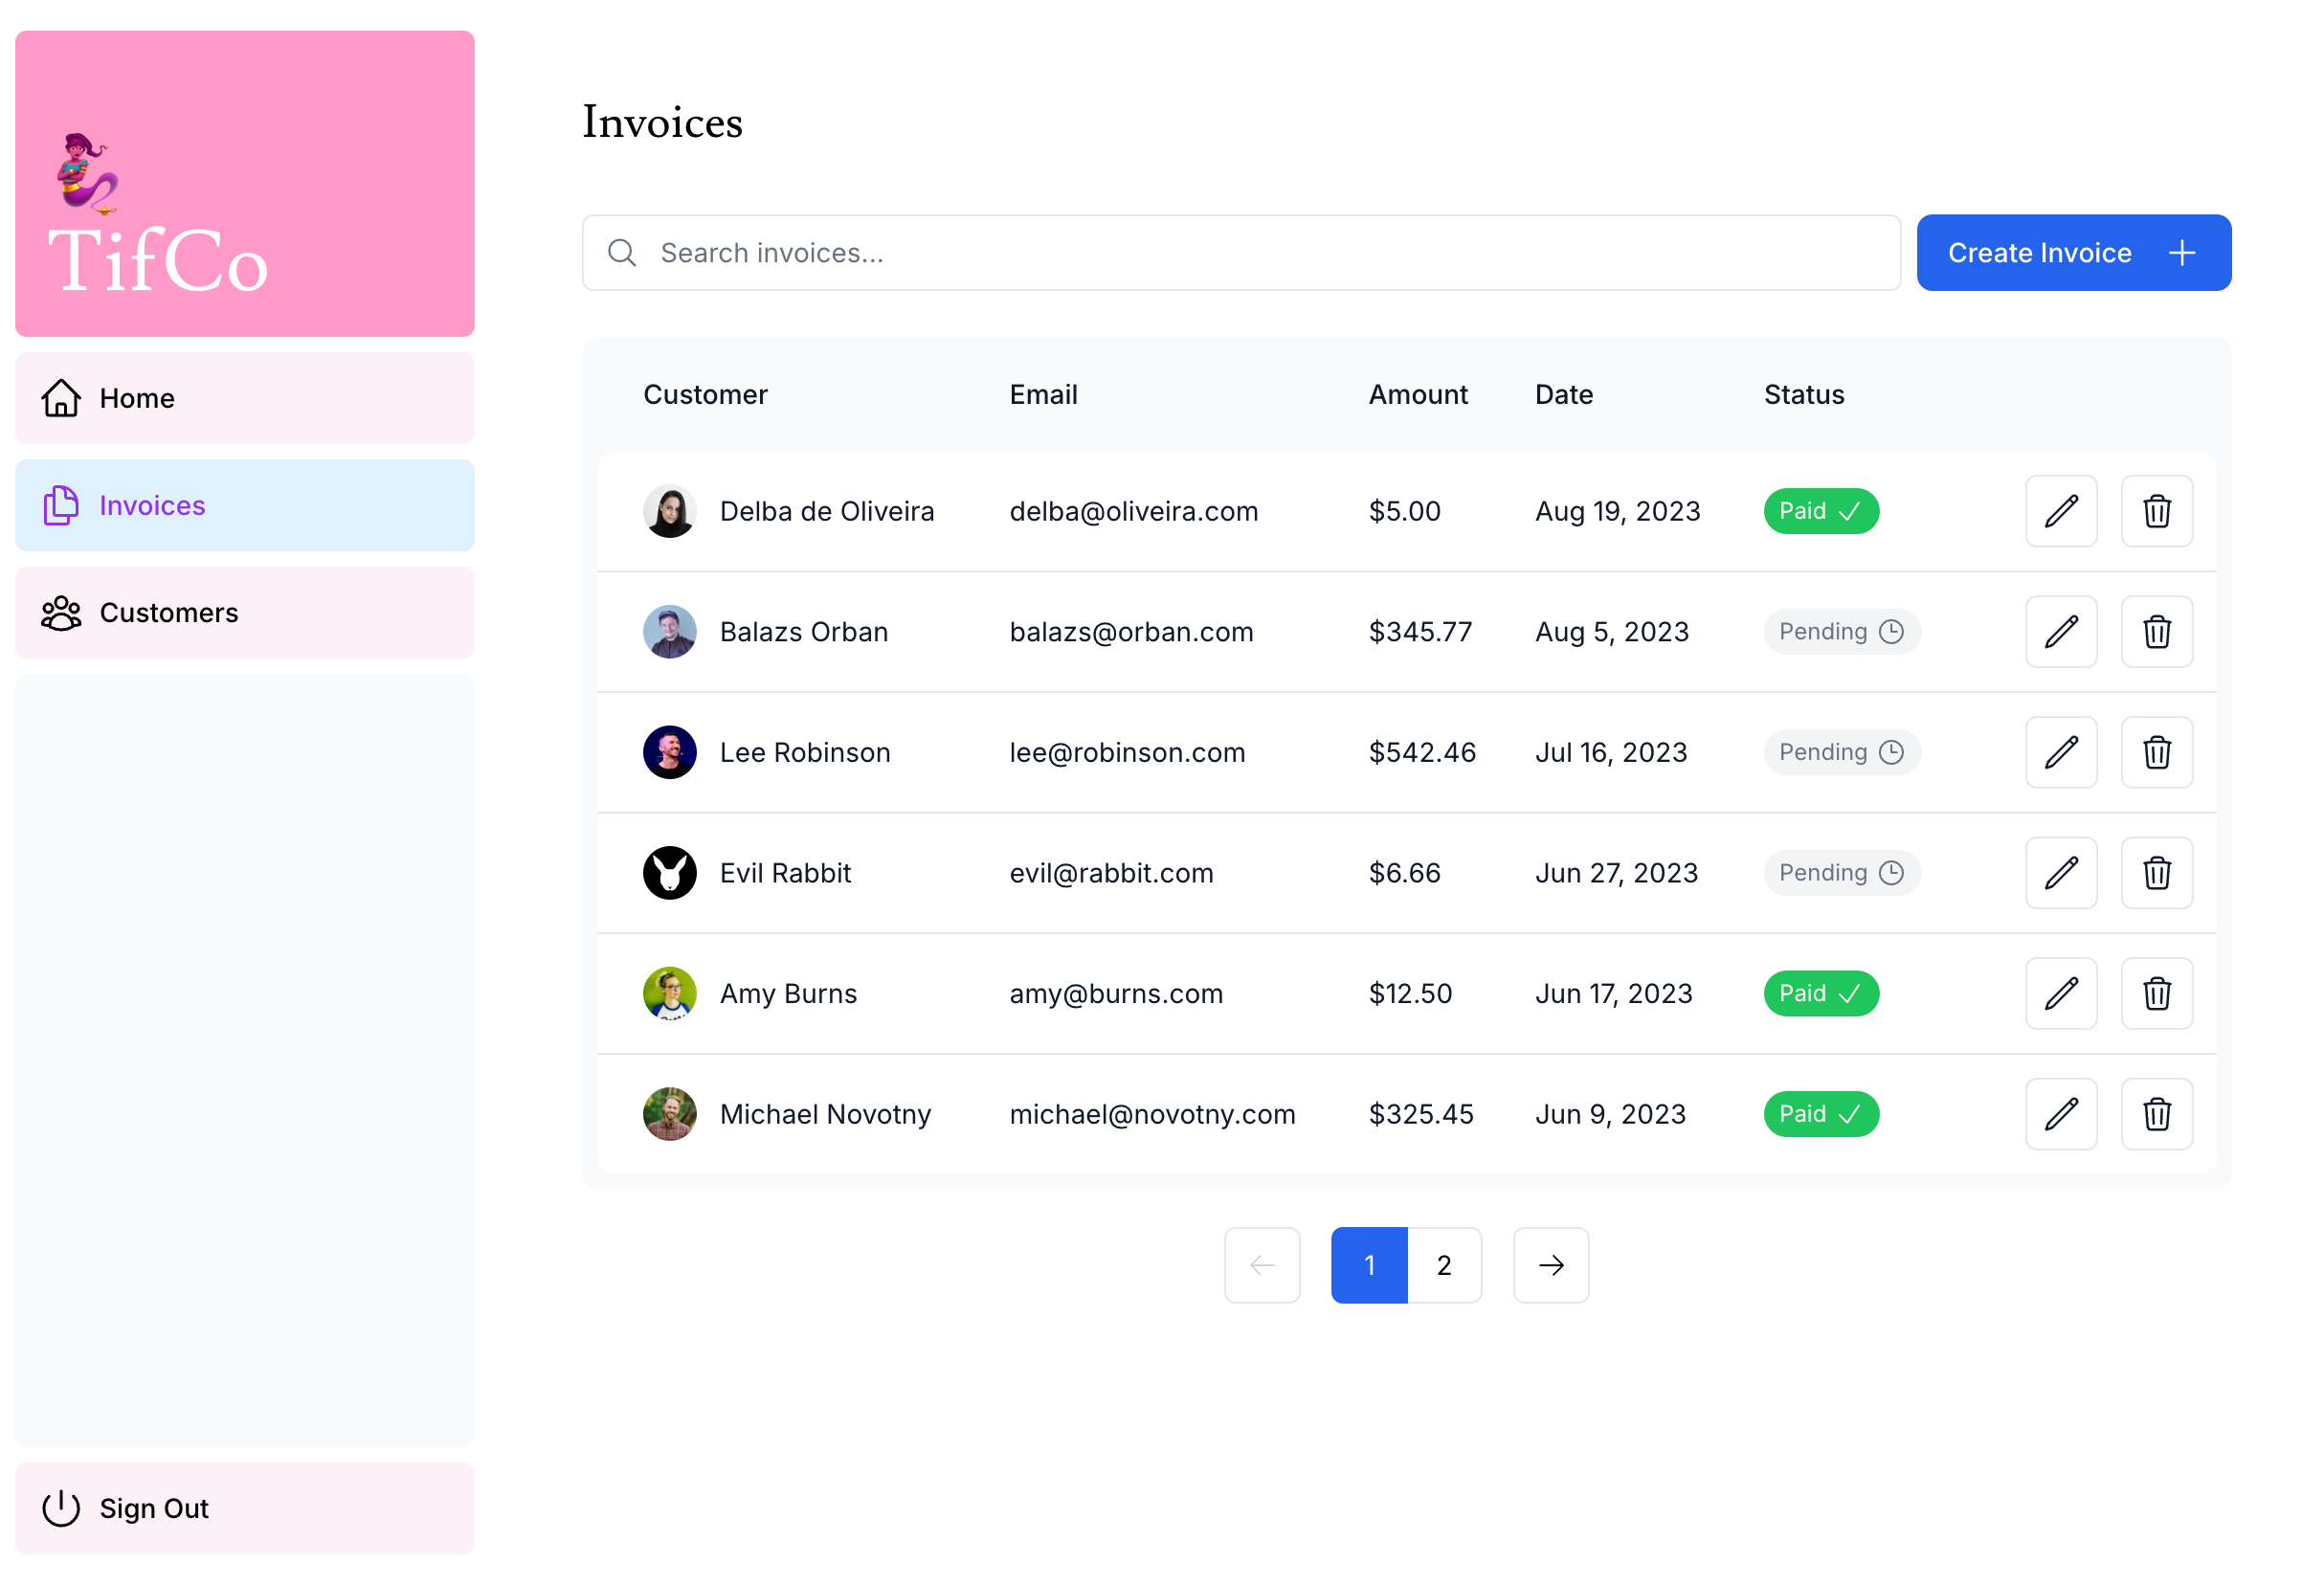 TifCo
Home
Invoices
Customers
Sign Out
Invoices
Search invoices...
Create Invoice
Customer Email Amount Date Status
Delba de Oliveira delba@oliveira.com $5.00 Aug 19, 2023 Paid
Balazs Orban balazs@orban.com $345.77 Aug 5, 2023 Pending
Lee Robinson lee@robinson.com $542.46 Jul 16, 2023 Pending
Evil Rabbit evil@rabbit.com $6.66 Jun 27, 2023 Pending
Amy Burns amy@burns.com $12.50 Jun 17, 2023 Paid
Michael Novotny michael@novotny.com $325.45 Jun 9, 2023 Paid
1 2